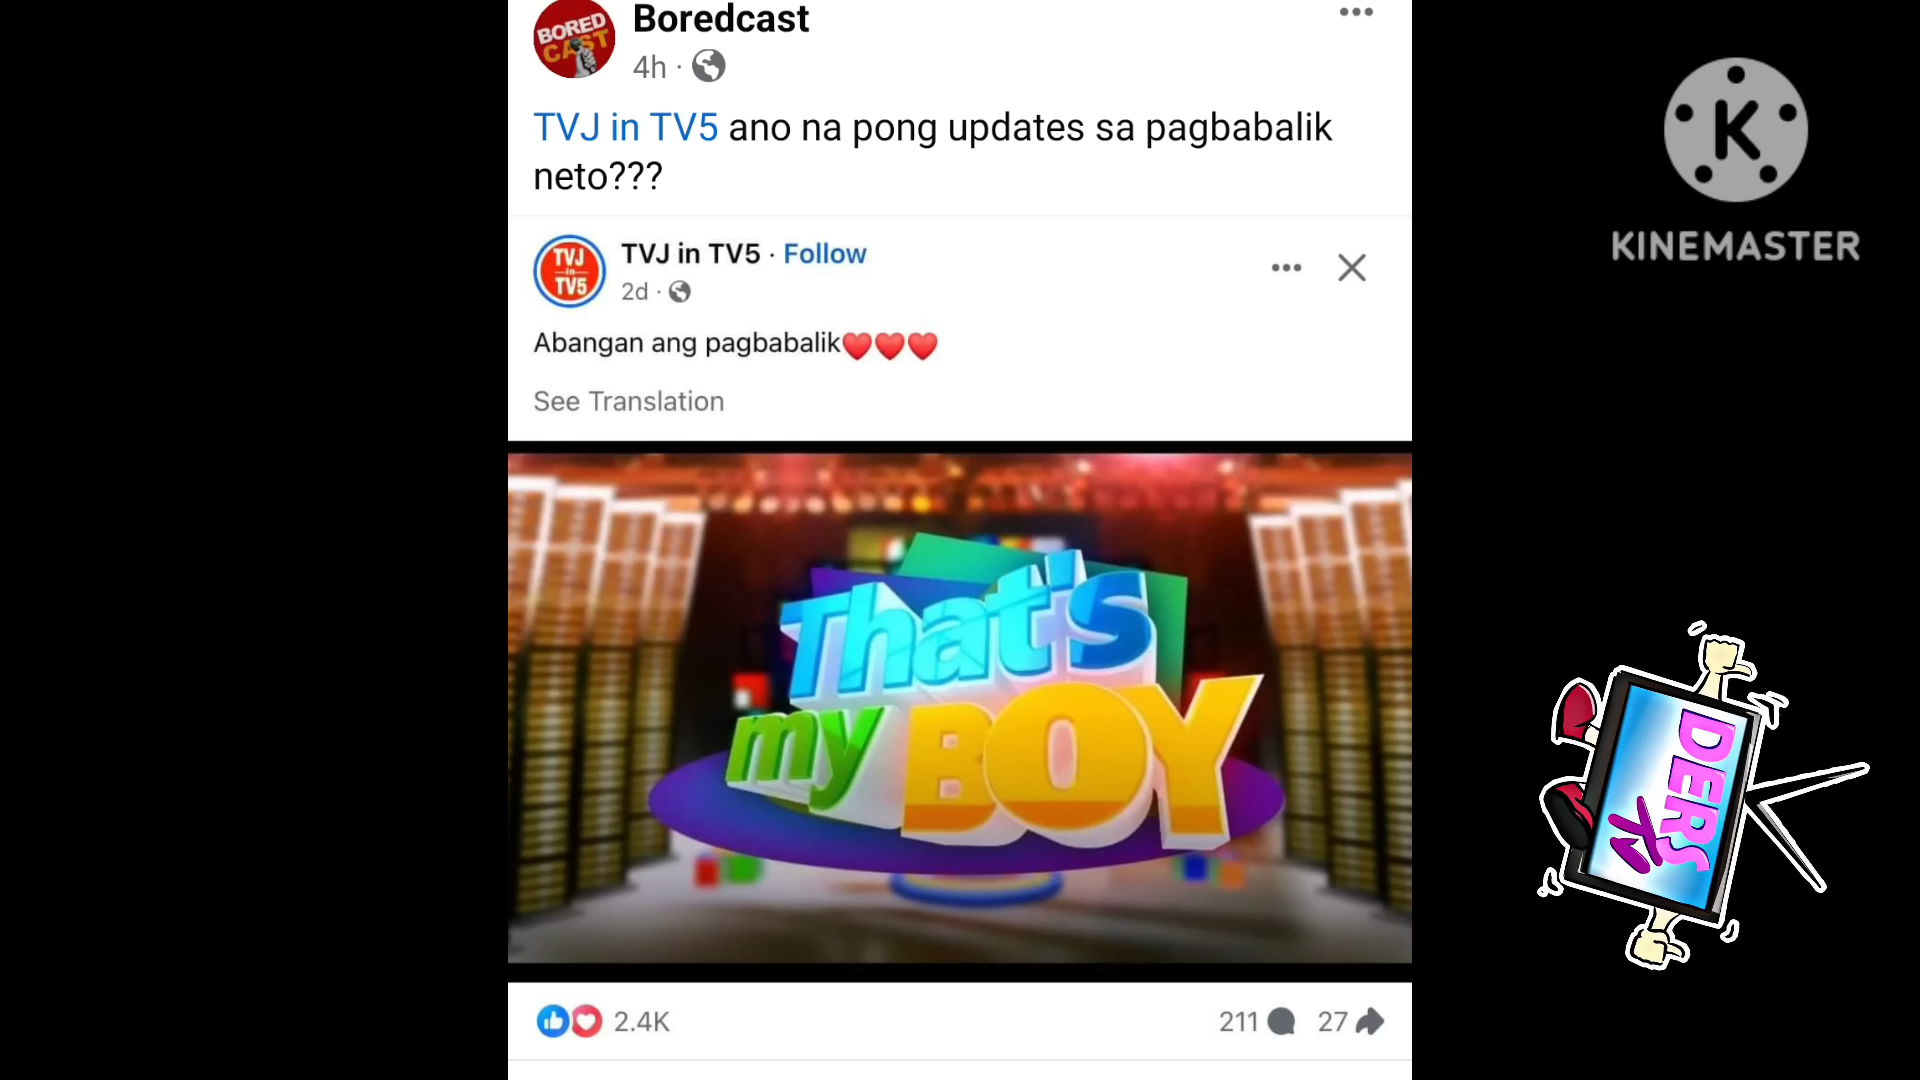 BORED
CAST
Boredcast
4h ·
TVJ in TV5 ano na pong updates sa pagbabalik
neto???
TVJ
in
TV5
TVJ in TV5 · Follow
2d ·
Abangan ang pagbabalik❤️❤️❤️
See Translation
That's
my BOY
2.4K
211
27
K
KINEMASTER
DERS
TV